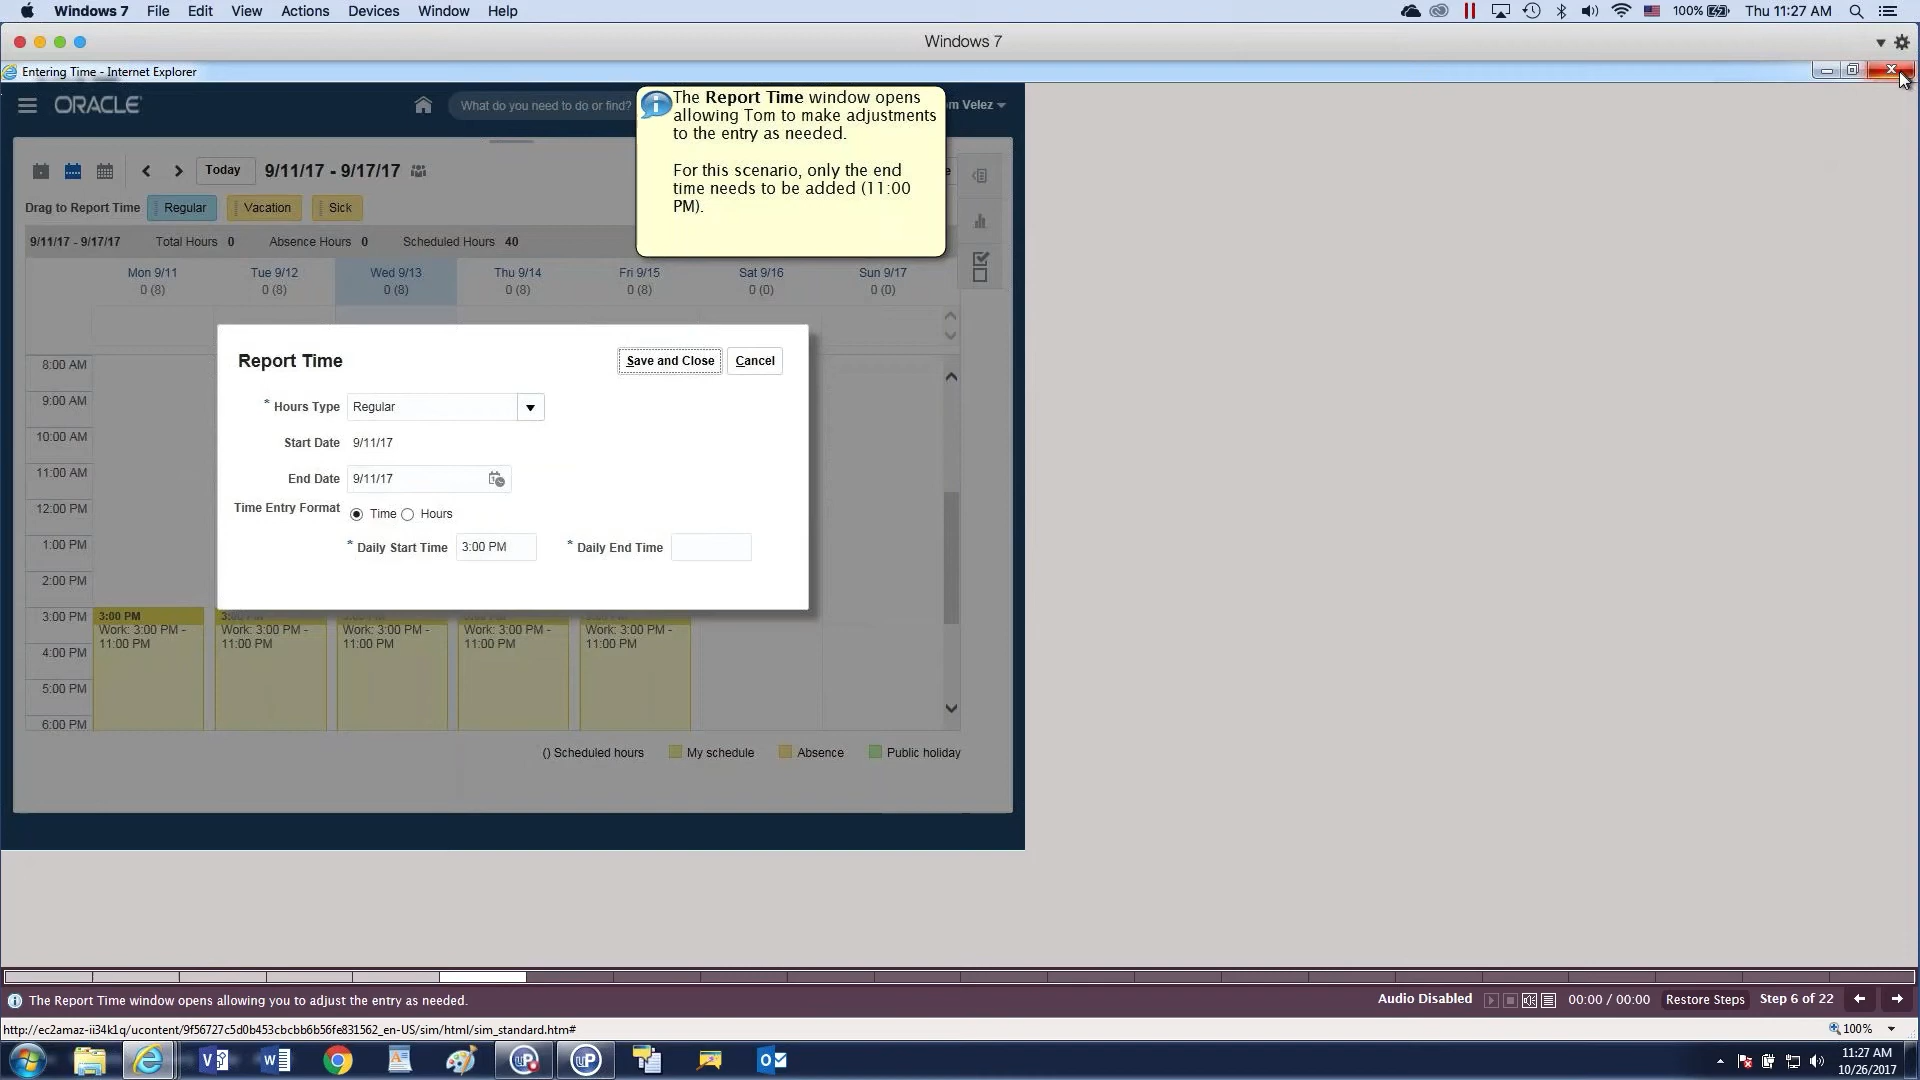 Windows 7 File Edit View Actions Devices Window Help 100% Thu 11:27 AM
Windows 7
Entering Time - Internet Explorer
ORACLE What do you need to do or find? om Velez
The Report Time window opens
allowing Tom to make adjustments
to the entry as needed.
For this scenario, only the end
time needs to be added (11:00
PM).
Today 9/11/17 - 9/17/17 e
Drag to Report Time Regular Vacation Sick
9/11/17 - 9/17/17 Total Hours 0 Absence Hours 0 Scheduled Hours 40
Mon 9/11 Tue 9/12 Wed 9/13 Thu 9/14 Fri 9/15 Sat 9/16 Sun 9/17
0 (8) 0 (8) 0 (8) 0 (8) 0 (8) 0 (0) 0 (0)
Report Time Save and Close Cancel
* Hours Type Regular
Start Date 9/11/17
End Date 9/11/17
Time Entry Format Time Hours
* Daily Start Time 3:00 PM * Daily End Time
8:00 AM
9:00 AM
10:00 AM
11:00 AM
12:00 PM
1:00 PM
2:00 PM
3:00 PM 3:00 PM
Work: 3:00 PM - Work: 3:00 PM - Work: 3:00 PM - Work: 3:00 PM - Work: 3:00 PM -
11:00 PM 11:00 PM 11:00 PM 11:00 PM 11:00 PM
4:00 PM
5:00 PM
6:00 PM
() Scheduled hours My schedule Absence Public holiday
The Report Time window opens allowing you to adjust the entry as needed. Audio Disabled 00:00 / 00:00 Restore Steps Step 6 of 22
http://ec2amaz-ii34k1q/ucontent/9f56727c5d0b453cbcbb6b56fe831562_en-US/sim/html/sim_standard.htm# 100%
11:27 AM
10/26/2017